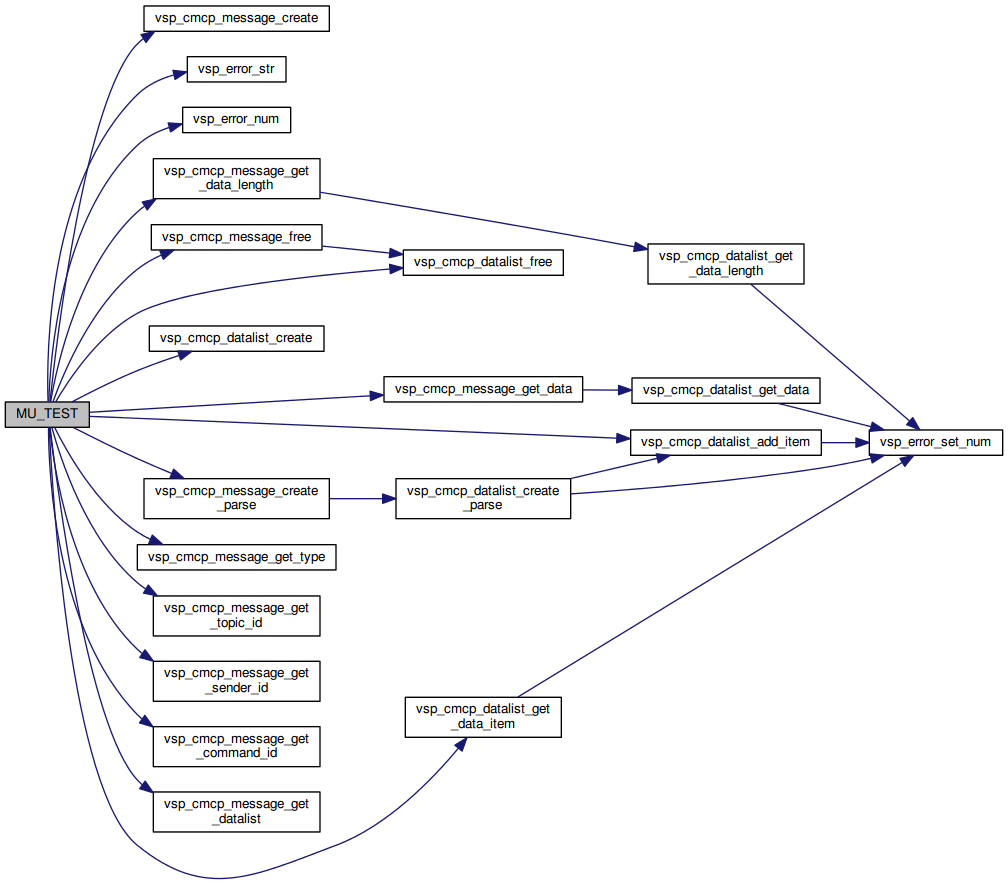 vsp_cmcp_message_create
vsp_error_str
vsp_error_num
vsp_cmcp_message_get
_data_length
vsp_cmcp_message_free
vsp_cmcp_datalist_free
vsp_cmcp_datalist_get
_data_length
vsp_cmcp_datalist_create
vsp_cmcp_message_get_data
vsp_cmcp_datalist_get_data
MU_TEST
vsp_cmcp_datalist_add_item
vsp_error_set_num
vsp_cmcp_message_create
_parse
vsp_cmcp_datalist_create
_parse
vsp_cmcp_message_get_type
vsp_cmcp_message_get
_topic_id
vsp_cmcp_message_get
_sender_id
vsp_cmcp_datalist_get
_data_item
vsp_cmcp_message_get
_command_id
vsp_cmcp_message_get
_datalist